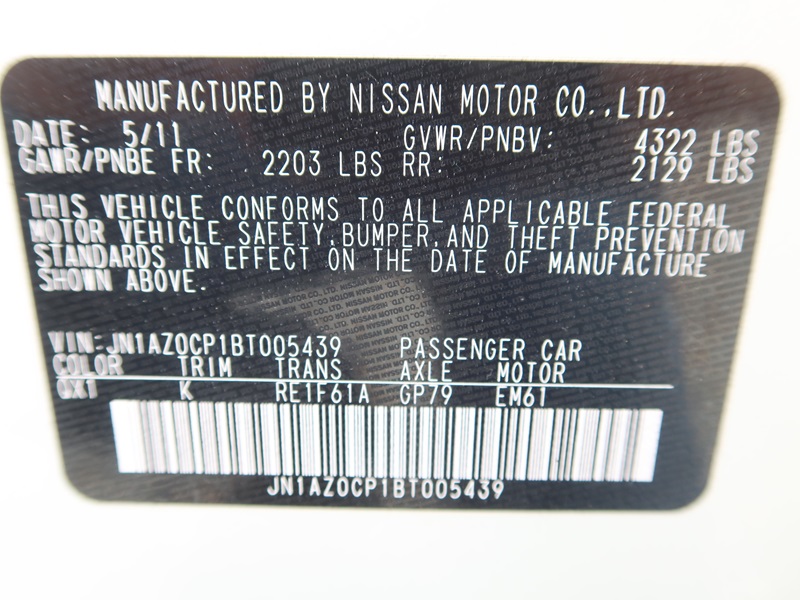 MANUFACTURED BY NISSAN MOTOR CO.,LTD.
DATE: 5/11 GVWR/PNBV: 4322 LBS
GAWR/PNBE FR: 2203 LBS RR: 2129 LBS
THIS VEHICLE CONFORMS TO ALL APPLICABLE FEDERAL
MOTOR VEHICLE SAFETY,BUMPER,AND THEFT PREVENTION
STANDARDS IN EFFECT ON THE DATE OF MANUFACTURE
SHOWN ABOVE.
VIN:JN1AZ0CP1BT005439 PASSENGER CAR
COLOR TRIM TRANS AXLE MOTOR
QX1 K RE1F61A GP79 EM61
JN1AZ0CP1BT005439